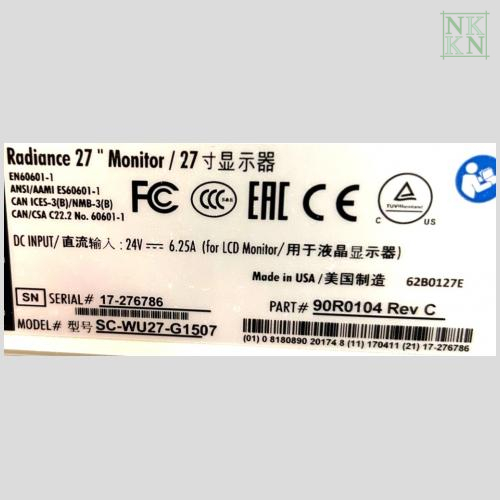 NK
KN
Radiance 27 " Monitor / 27 寸显示器
EN60601-1
ANSI/AAMI ES60601-1
CAN ICES-3(B)/NMB-3(B)
CAN/CSA C22.2 No. 60601-1
FC CCC EAC CE
TUVRheinland
C US
DC INPUT/ 直流输入 : 24V 6.25A (for LCD Monitor/ 用于液晶显示器)
Made in USA / 美国制造 62B0127E
SN SERIAL# 17-276786
PART# 90R0104 Rev C
MODEL# 型号 SC-WU27-G1507
(01) 0 8180890 20174 8 (11) 170411 (21) 17-276786